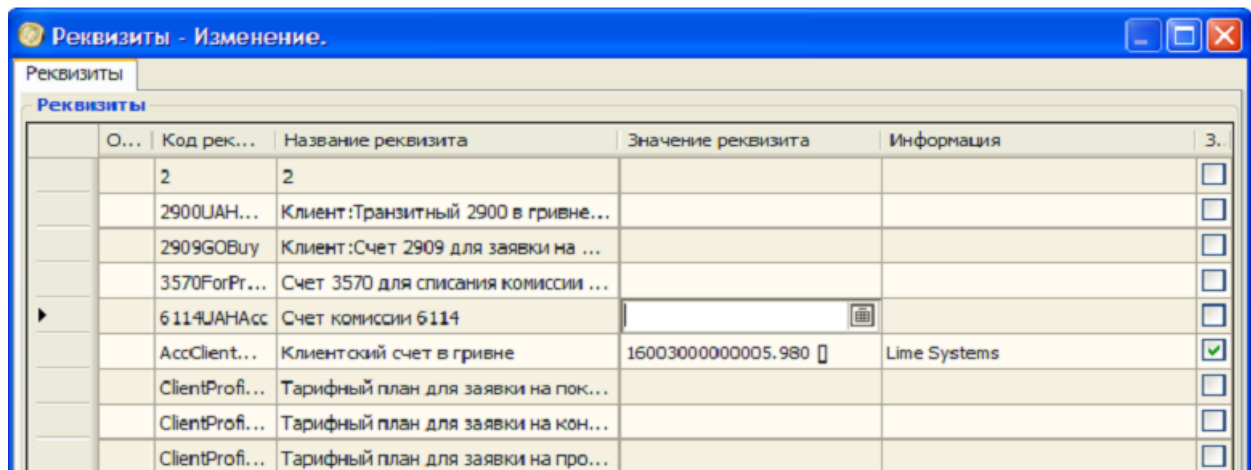 Реквизиты - Изменение.
Реквизиты
Реквизиты
О... Код рек... Название реквизита Значение реквизита Информация З..
2 2
2900UAH... Клиент:Транзитный 2900 в гривне...
2909GOBuy Клиент:Счет 2909 для заявки на ...
3570ForPr... Счет 3570 для списания комиссии ...
6114UAHAcc Счет комиссии 6114
AccClient... Клиентский счет в гривне 16003000000005.980 [] Lime Systems
ClientProfi... Тарифный план для заявки на пок...
ClientProfi... Тарифный план для заявки на кон...
ClientProfi... Тарифный план для заявки на про...